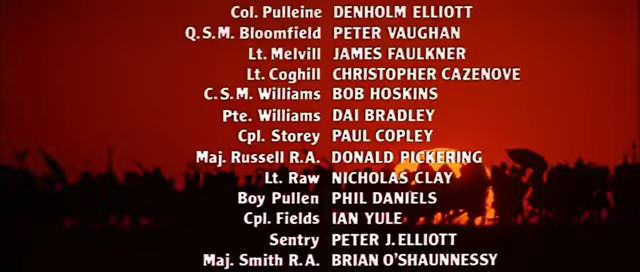 Col. Pulleine DENHOLM ELLIOTT
Q.S.M. Bloomfield PETER VAUGHAN
Lt. Melvill JAMES FAULKNER
Lt. Coghill CHRISTOPHER CAZENOVE
C.S.M. Williams BOB HOSKINS
Pte. Williams DAI BRADLEY
Cpl. Storey PAUL COPLEY
Maj. Russell R.A. DONALD PICKERING
Lt. Raw NICHOLAS CLAY
Boy Pullen PHIL DANIELS
Cpl. Fields IAN YULE
Sentry PETER J. ELLIOTT
Maj. Smith R.A. BRIAN O'SHAUNNESSY